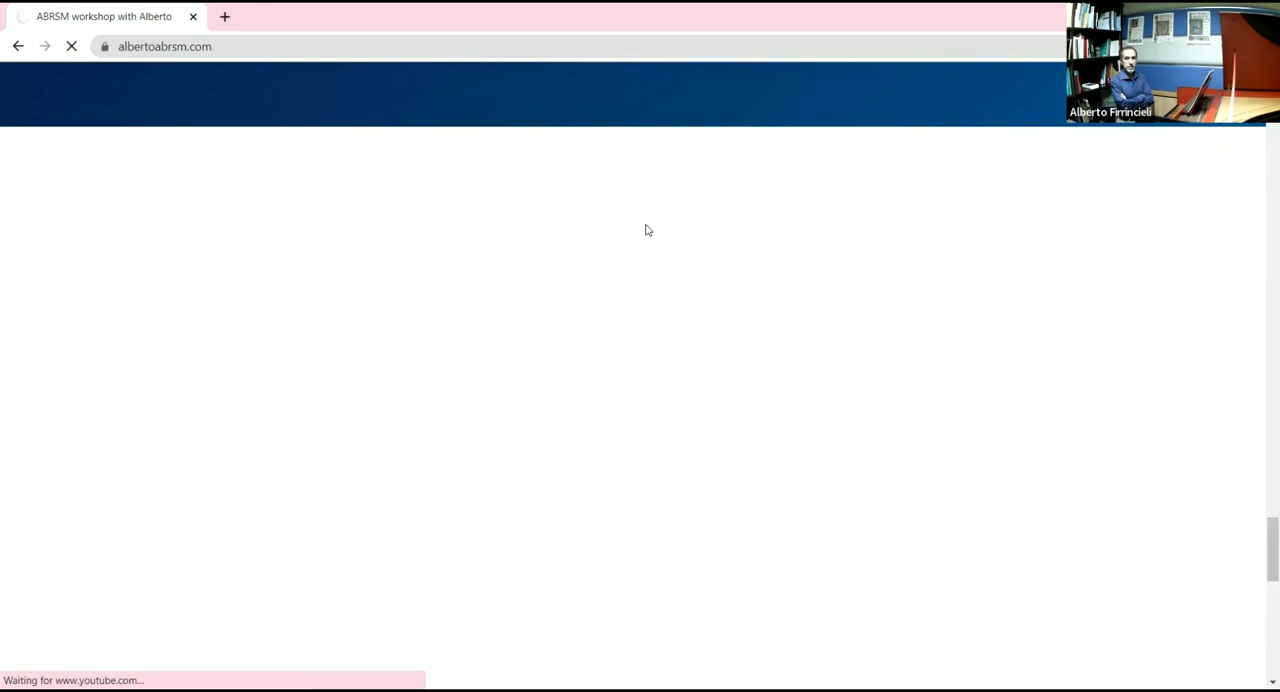 ABRSM workshop with Alberto
albertoabrsm.com
Alberto Firrincieli
Waiting for www.youtube.com...